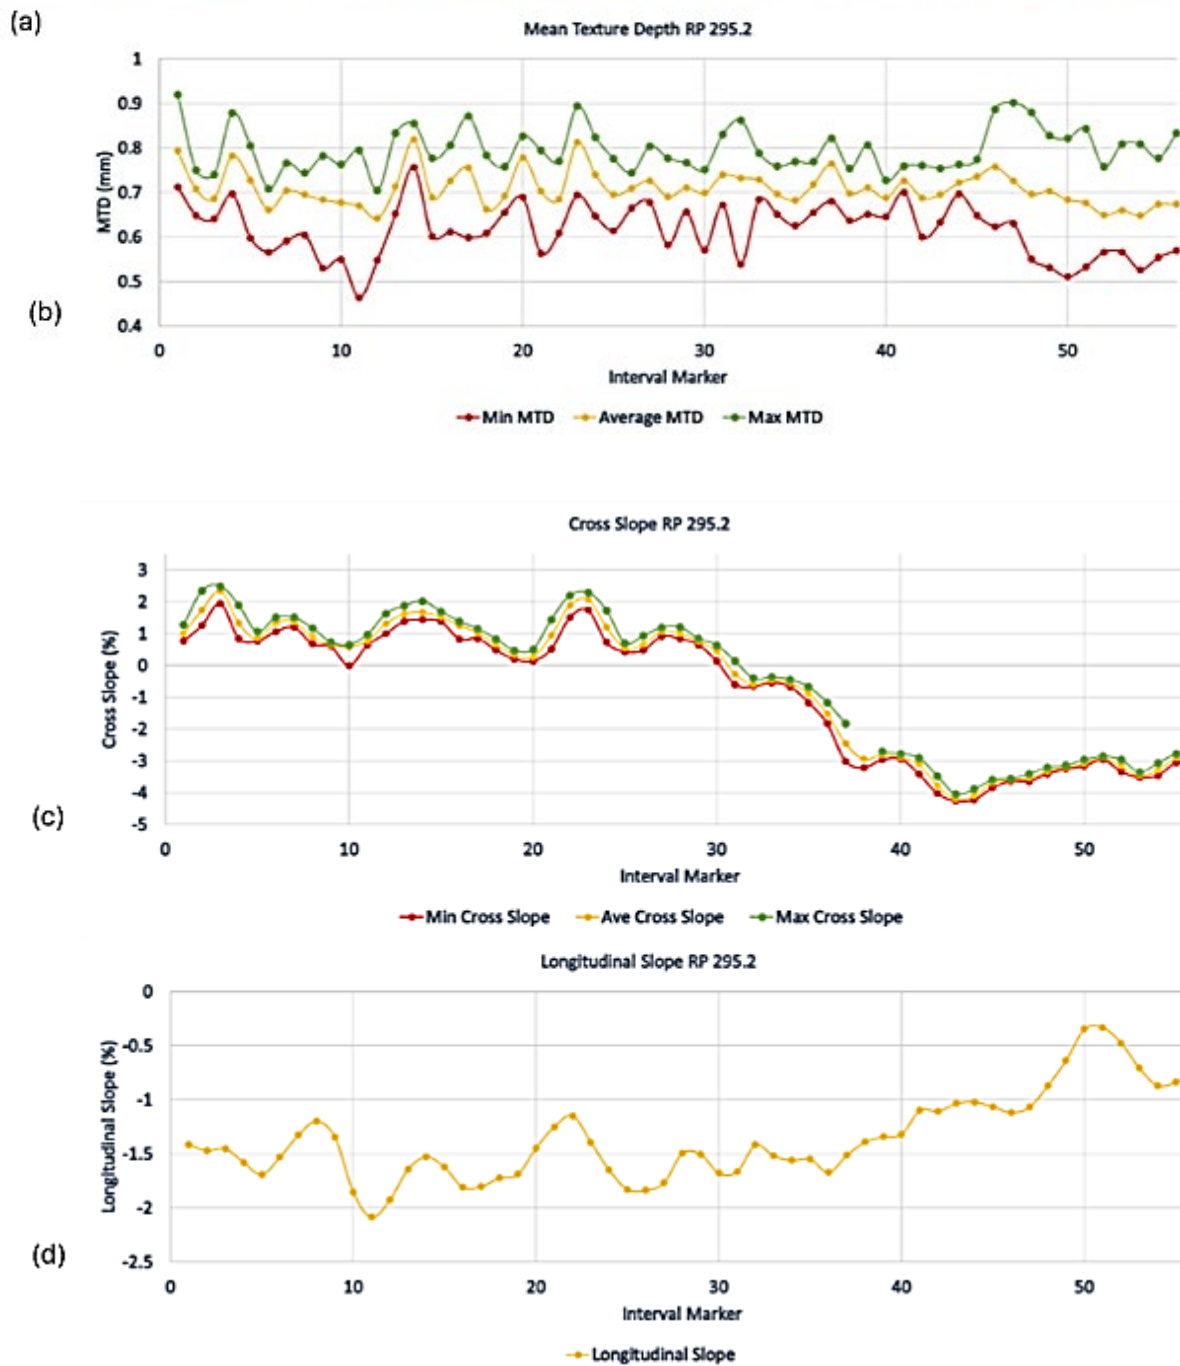 (a)
Mean Texture Depth RP 295.2
1
0.9
0.8
0.7
0.6
0.5
0.4
MTD (mm)
0 10 20 30 40 50
Interval Marker
Min MTD Average MTD Max MTD
(b)
Cross Slope RP 295.2
3
2
1
0
-1
-2
-3
-4
-5
Cross Slope (%)
0 10 20 30 40 50
Interval Marker
Min Cross Slope Ave Cross Slope Max Cross Slope
(c)
Longitudinal Slope RP 295.2
0
-0.5
-1
-1.5
-2
-2.5
Longitudinal Slope (%)
0 10 20 30 40 50
Interval Marker
Longitudinal Slope
(d)